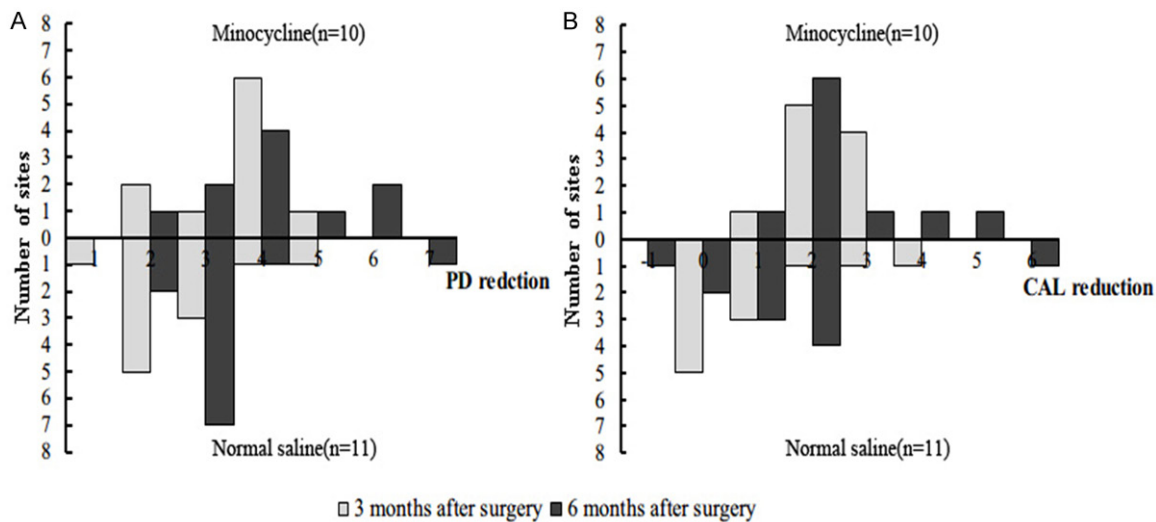 A
Minocycline(n=10)
Number of sites
8
7
6
5
4
3
2
1
0
1
2
3
4
5
6
7
8
1 2 3 4 5 6 7
PD redction
Normal saline(n=11)
B
Minocycline(n=10)
Number of sites
8
7
6
5
4
3
2
1
0
1
2
3
4
5
6
7
8
-1 0 1 2 3 4 5 6
CAL reduction
Normal saline(n=11)
3 months after surgery 6 months after surgery